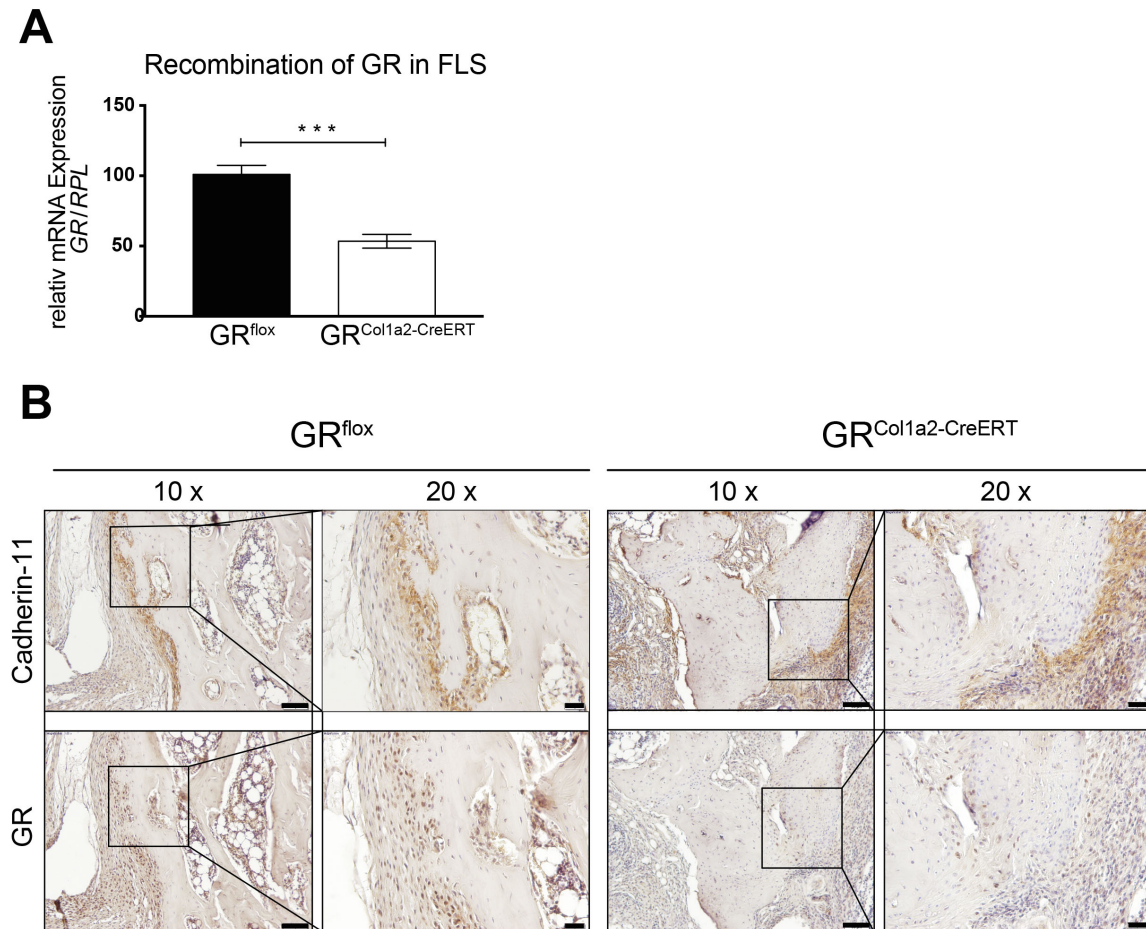 A
Recombination of GR in FLS
relativ mRNA Expression
GR/RPL
150
100
50
0
***
GRflox
GRCol1a2-CreERT
B
GRflox
GRCol1a2-CreERT
10 x
20 x
10 x
20 x
Cadherin-11
GR